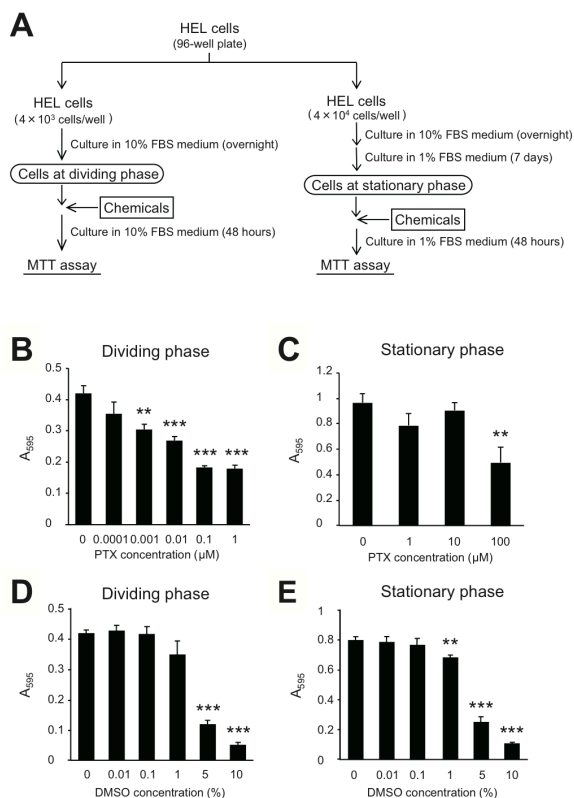 A
HEL cells
(96-well plate)
HEL cells
(4×10³ cells/well)
Culture in 10% FBS medium (overnight)
Cells at dividing phase
Chemicals
Culture in 10% FBS medium (48 hours)
MTT assay
HEL cells
(4×10⁴ cells/well)
Culture in 10% FBS medium (overnight)
Culture in 1% FBS medium (7 days)
Cells at stationary phase
Chemicals
Culture in 1% FBS medium (48 hours)
MTT assay
B
Dividing phase
A595
0.5
0.4
0.3
0.2
0.1
0
** *** *** ***
0 0.0001 0.001 0.01 0.1 1
PTX concentration (µM)
C
Stationary phase
A595
1.2
1
0.8
0.6
0.4
0.2
0
**
0 1 10 100
PTX concentration (µM)
D
Dividing phase
A595
0.5
0.4
0.3
0.2
0.1
0
*** ***
0 0.01 0.1 1 5 10
DMSO concentration (%)
E
Stationary phase
A595
1
0.8
0.6
0.4
0.2
0
** *** ***
0 0.01 0.1 1 5 10
DMSO concentration (%)